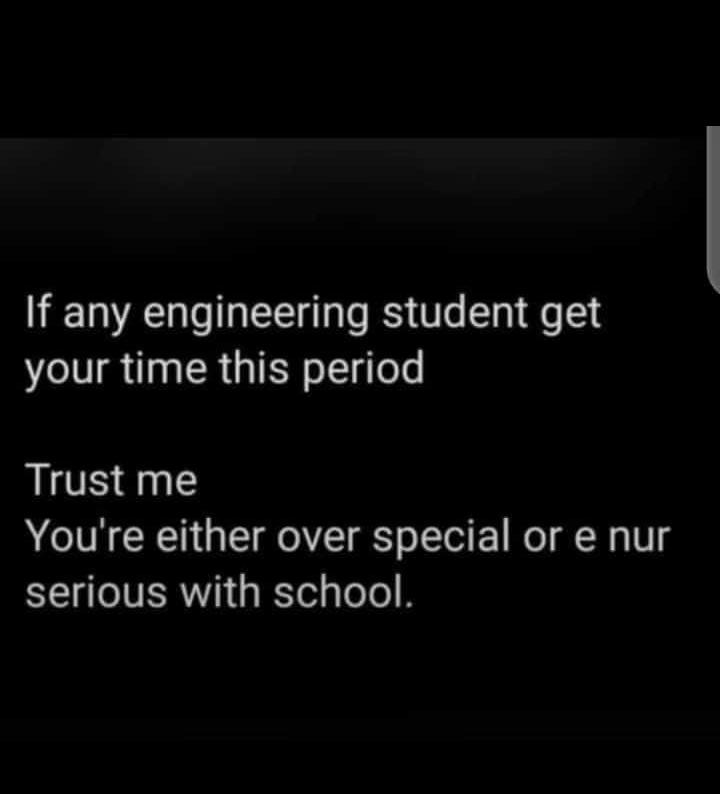 If any engineering student get
your time this period
Trust me
You're either over special or e nur
serious with school.